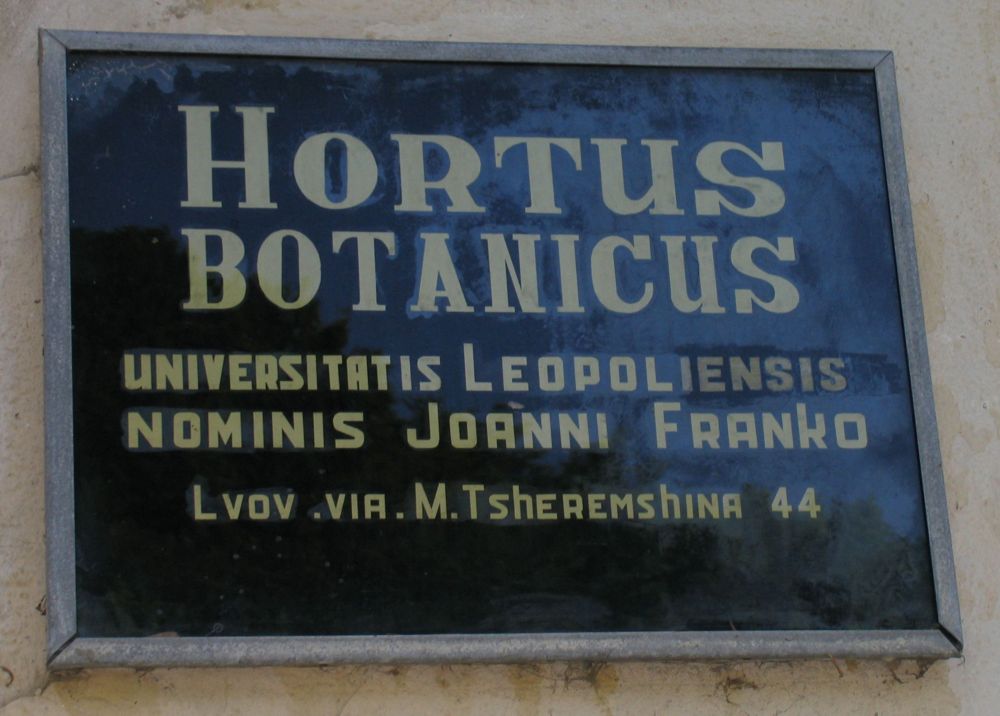 HORTUS
BOTANICUS
UNIVERSITATIS LEOPOLIENSIS
NOMINIS JOANNI FRANKO
LVOV .VIA. M.TSHEREMSHINA 44